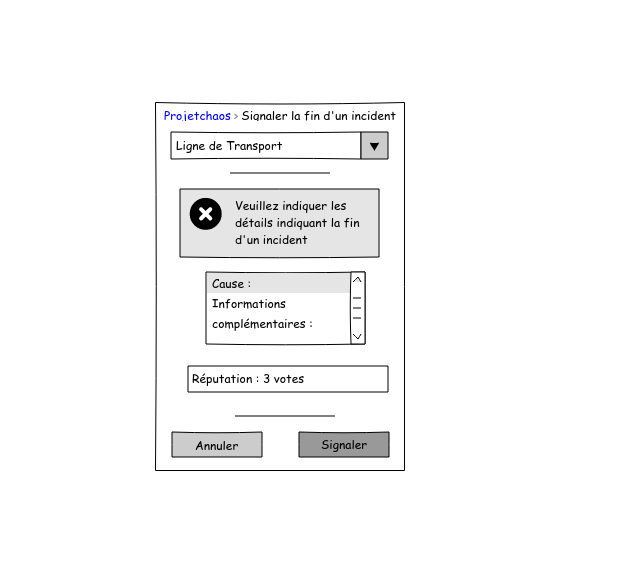 Projetchaos > Signaler la fin d'un incident
Ligne de Transport
Veuillez indiquer les
détails indiquant la fin
d'un incident
Cause :
Informations
complémentaires :
Réputation : 3 votes
Annuler
Signaler